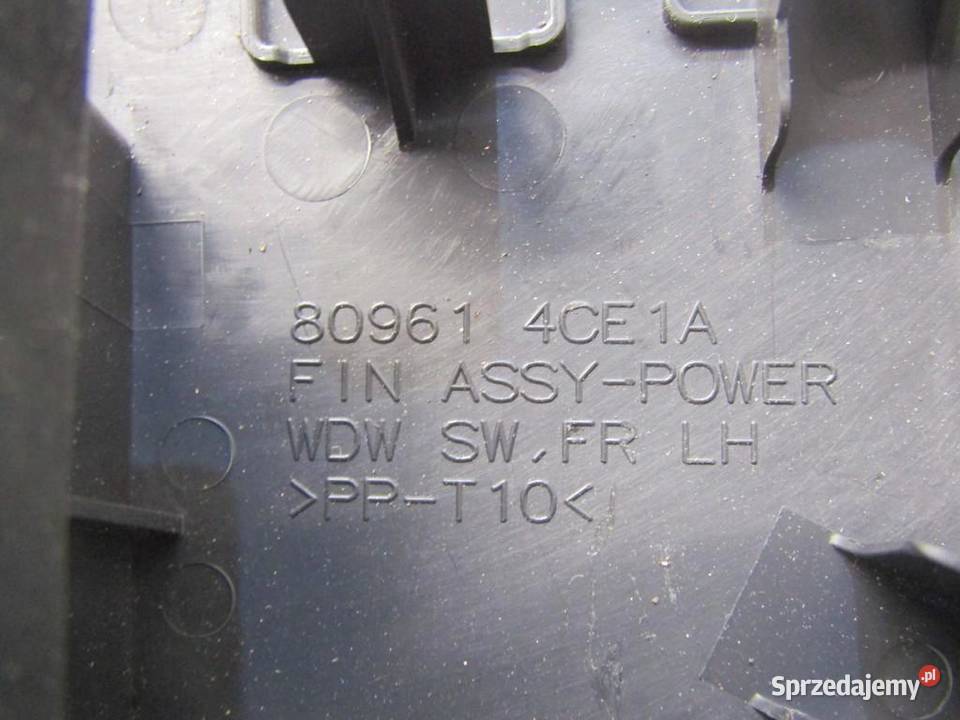 80961 4CE1A
FIN ASSY-POWER
WDW SW,FR LH
>PP-T10<
Sprzedajemy.pl